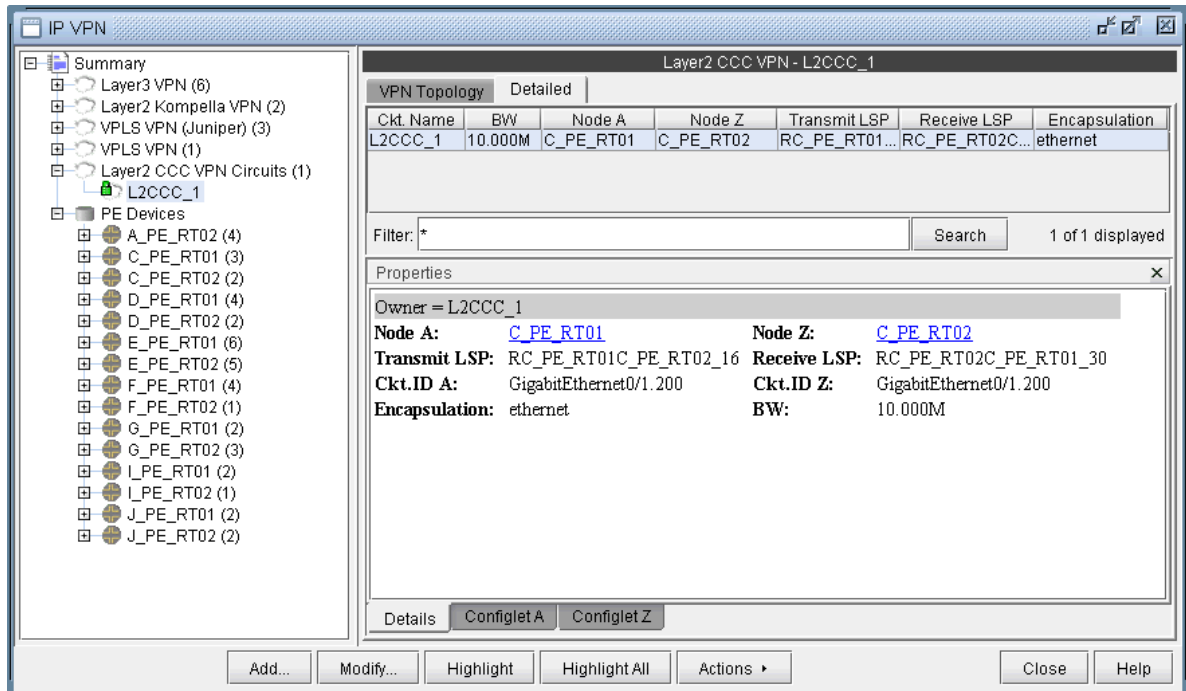 IP VPN
Summary
Layer3 VPN (6)
Layer2 Kompella VPN (2)
VPLS VPN (Juniper) (3)
VPLS VPN (1)
Layer2 CCC VPN Circuits (1)
L2CCC_1
PE Devices
A_PE_RT02 (4)
C_PE_RT01 (3)
C_PE_RT02 (2)
D_PE_RT01 (4)
D_PE_RT02 (2)
E_PE_RT01 (6)
E_PE_RT02 (5)
F_PE_RT01 (4)
F_PE_RT02 (1)
G_PE_RT01 (2)
G_PE_RT02 (3)
I_PE_RT01 (2)
I_PE_RT02 (1)
J_PE_RT01 (2)
J_PE_RT02 (2)
Layer2 CCC VPN - L2CCC_1
VPN Topology Detailed
Ckt. Name BW Node A Node Z Transmit LSP Receive LSP Encapsulation
L2CCC_1 10.000M C_PE_RT01 C_PE_RT02 RC_PE_RT01... RC_PE_RT02C... ethernet
Filter: * Search 1 of 1 displayed
Properties
Owner = L2CCC_1
Node A: C_PE_RT01 Node Z: C_PE_RT02
Transmit LSP: RC_PE_RT01C_PE_RT02_16 Receive LSP: RC_PE_RT02C_PE_RT01_30
Ckt.ID A: GigabitEthernet0/1.200 Ckt.ID Z: GigabitEthernet0/1.200
Encapsulation: ethernet BW: 10.000M
Details Configlet A Configlet Z
Add... Modify... Highlight Highlight All Actions Close Help